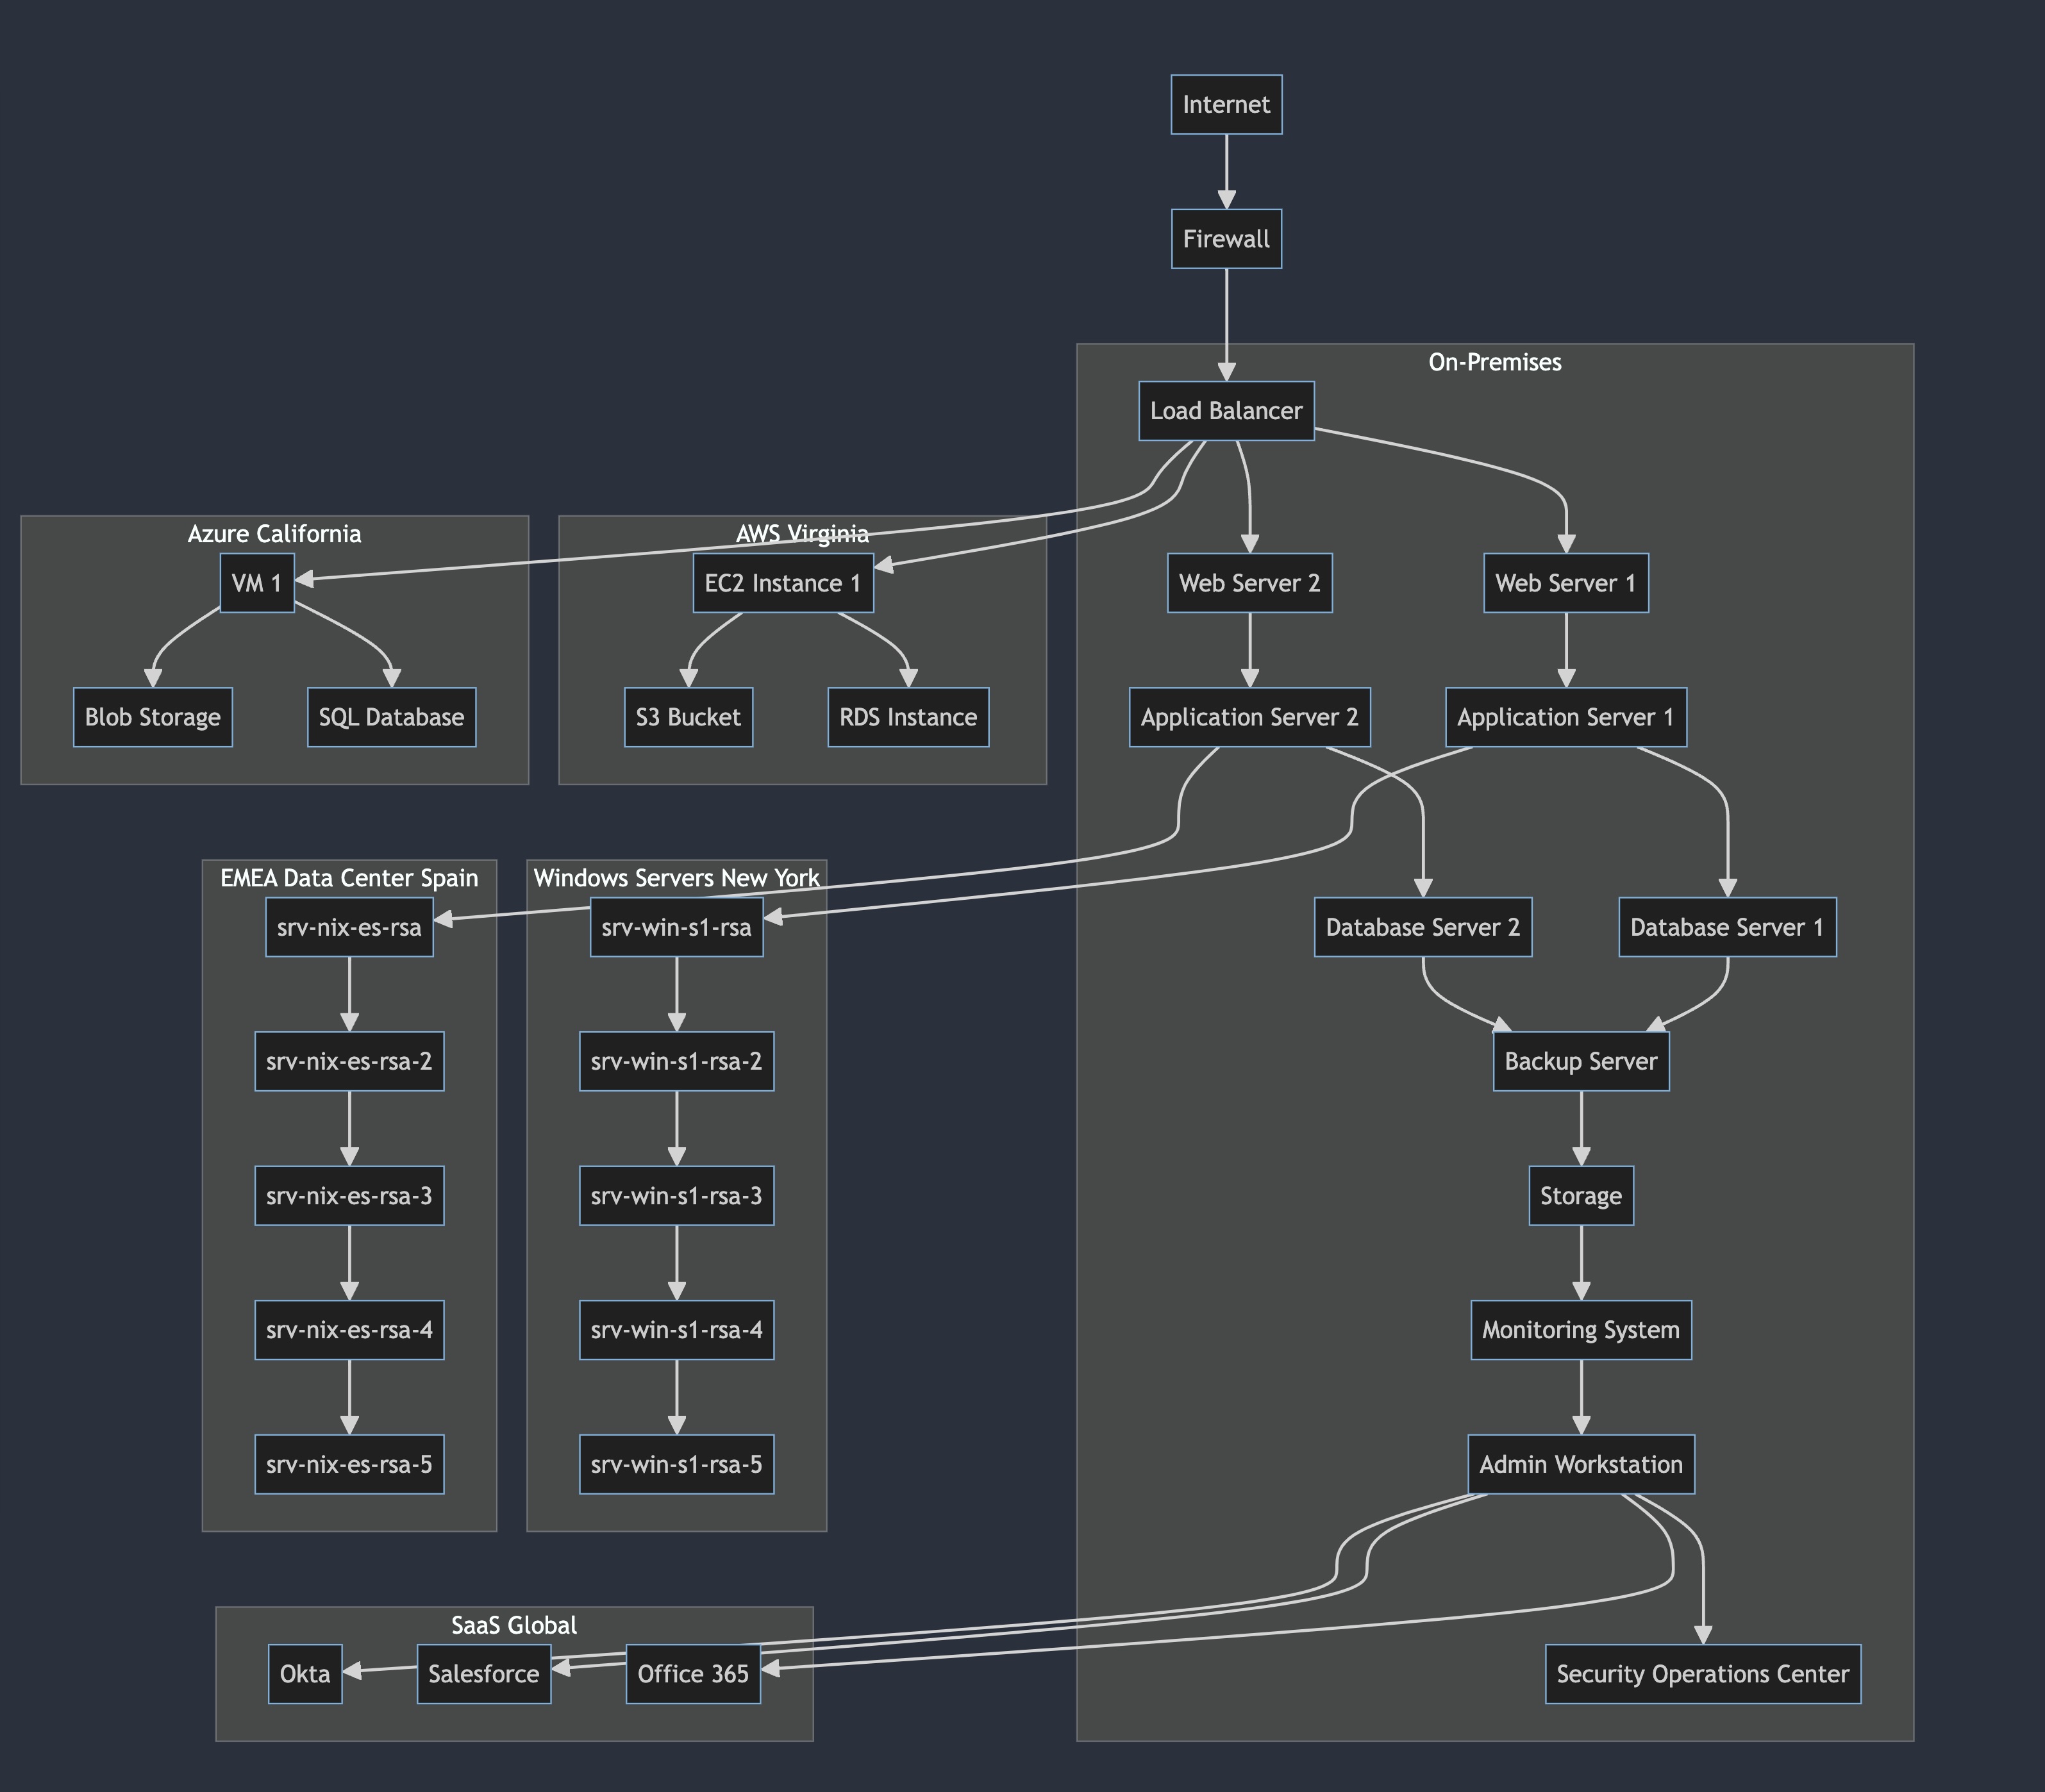 Internet
Firewall
On-Premises
Load Balancer
Azure California
AWS Virginia
VM 1
EC2 Instance 1
Web Server 2
Web Server 1
Blob Storage
SQL Database
S3 Bucket
RDS Instance
Application Server 2
Application Server 1
EMEA Data Center Spain
Windows Servers New York
srv-nix-es-rsa
srv-win-s1-rsa
Database Server 2
Database Server 1
srv-nix-es-rsa-2
srv-win-s1-rsa-2
Backup Server
srv-nix-es-rsa-3
srv-win-s1-rsa-3
Storage
srv-nix-es-rsa-4
srv-win-s1-rsa-4
Monitoring System
srv-nix-es-rsa-5
srv-win-s1-rsa-5
Admin Workstation
SaaS Global
Okta
Salesforce
Office 365
Security Operations Center